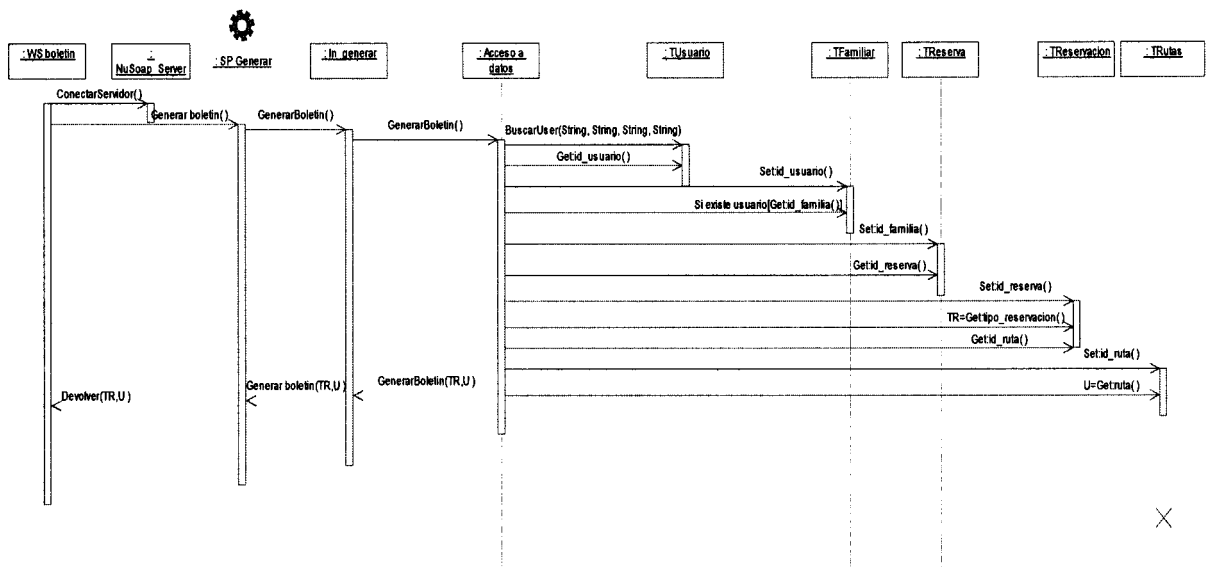 : WS boletin
:
NuSoap_Server
: SP Generar
: In_generar
: Acceso a
datos
: TUsuario
: TFamiliar
: TReserva
: TReservacion
: TRutas
ConectarServidor()
Generar boletin()
GenerarBoletin()
GenerarBoletin()
BuscarUser(String, String, String, String)
Get:id_usuario()
Set:id_usuario()
Si existe usuario[Get:id_familia()]
Set:id_familia()
Get:id_reserva()
Set:id_reserva()
TR=Get:tipo_reservacion()
Get:id_ruta()
Set:id_ruta()
U=Get:ruta()
GenerarBoletin(TR,U )
Generar boletin(TR,U )
Devolver(TR,U )